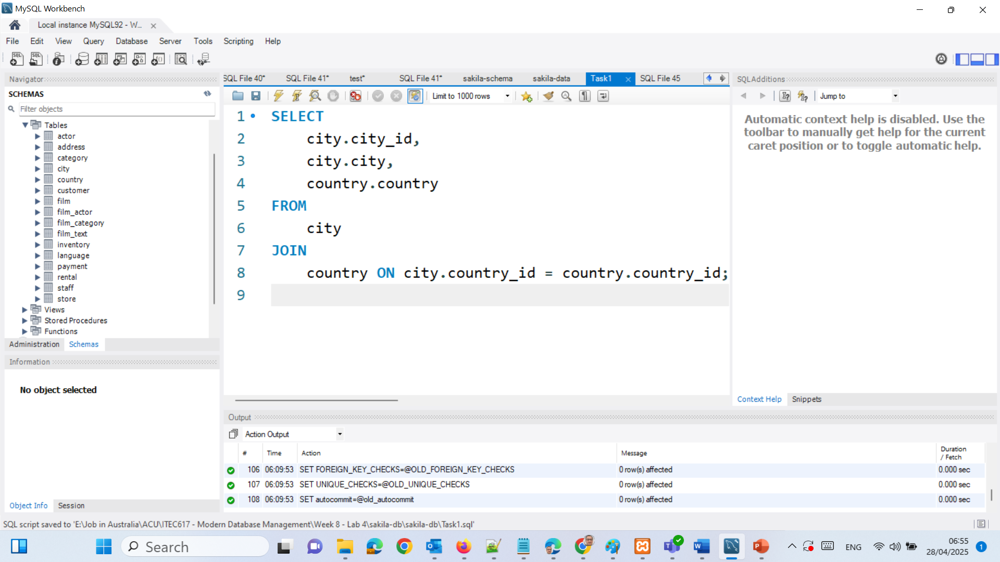 MySQL Workbench
Local instance MySQL92 - W...
File Edit View Query Database Server Tools Scripting Help
Navigator
SCHEMAS
Filter objects
Tables
actor
address
category
city
country
customer
film
film_actor
film_category
film_text
inventory
language
payment
rental
staff
store
Views
Stored Procedures
Functions
Administration Schemas
Information
No object selected
Object Info Session
SQL File 40* SQL File 41* test* SQL File 41* sakila-schema sakila-data Task1 SQL File 45
Limit to 1000 rows
1 SELECT
2 city.city_id,
3 city.city,
4 country.country
5 FROM
6 city
7 JOIN
8 country ON city.country_id = country.country_id;
9
SQLAdditions
Jump to
Automatic context help is disabled. Use the
toolbar to manually get help for the current
caret position or to toggle automatic help.
Context Help Snippets
Output
Action Output
# Time Action Message Duration / Fetch
106 06:09:53 SET FOREIGN_KEY_CHECKS=@OLD_FOREIGN_KEY_CHECKS 0 row(s) affected 0.000 sec
107 06:09:53 SET UNIQUE_CHECKS=@OLD_UNIQUE_CHECKS 0 row(s) affected 0.000 sec
108 06:09:53 SET autocommit=@old_autocommit 0 row(s) affected 0.000 sec
SQL script saved to 'E:\Job in Australia\ACU\ITEC617 - Modern Database Management\Week 8 - Lab 4\sakila-db\sakila-db\Task1.sql'
Search
ENG
06:55
28/04/2025
1